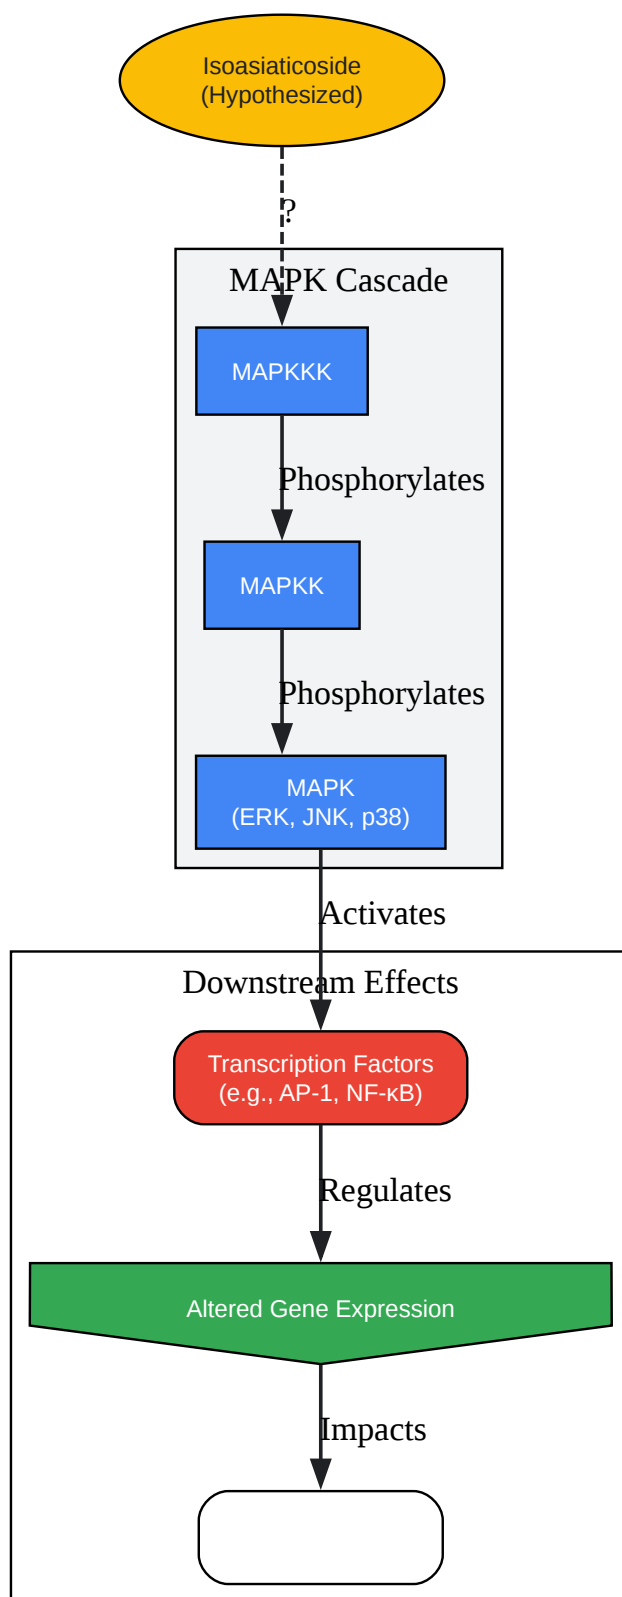 Isoasiaticoside
(Hypothesized)
?
MAPK Cascade
MAPKKK
Phosphorylates
MAPKK
Phosphorylates
MAPK
(ERK, JNK, p38)
Activates
Downstream Effects
Transcription Factors
(e.g., AP-1, NF-κB)
Regulates
Altered Gene Expression
Impacts